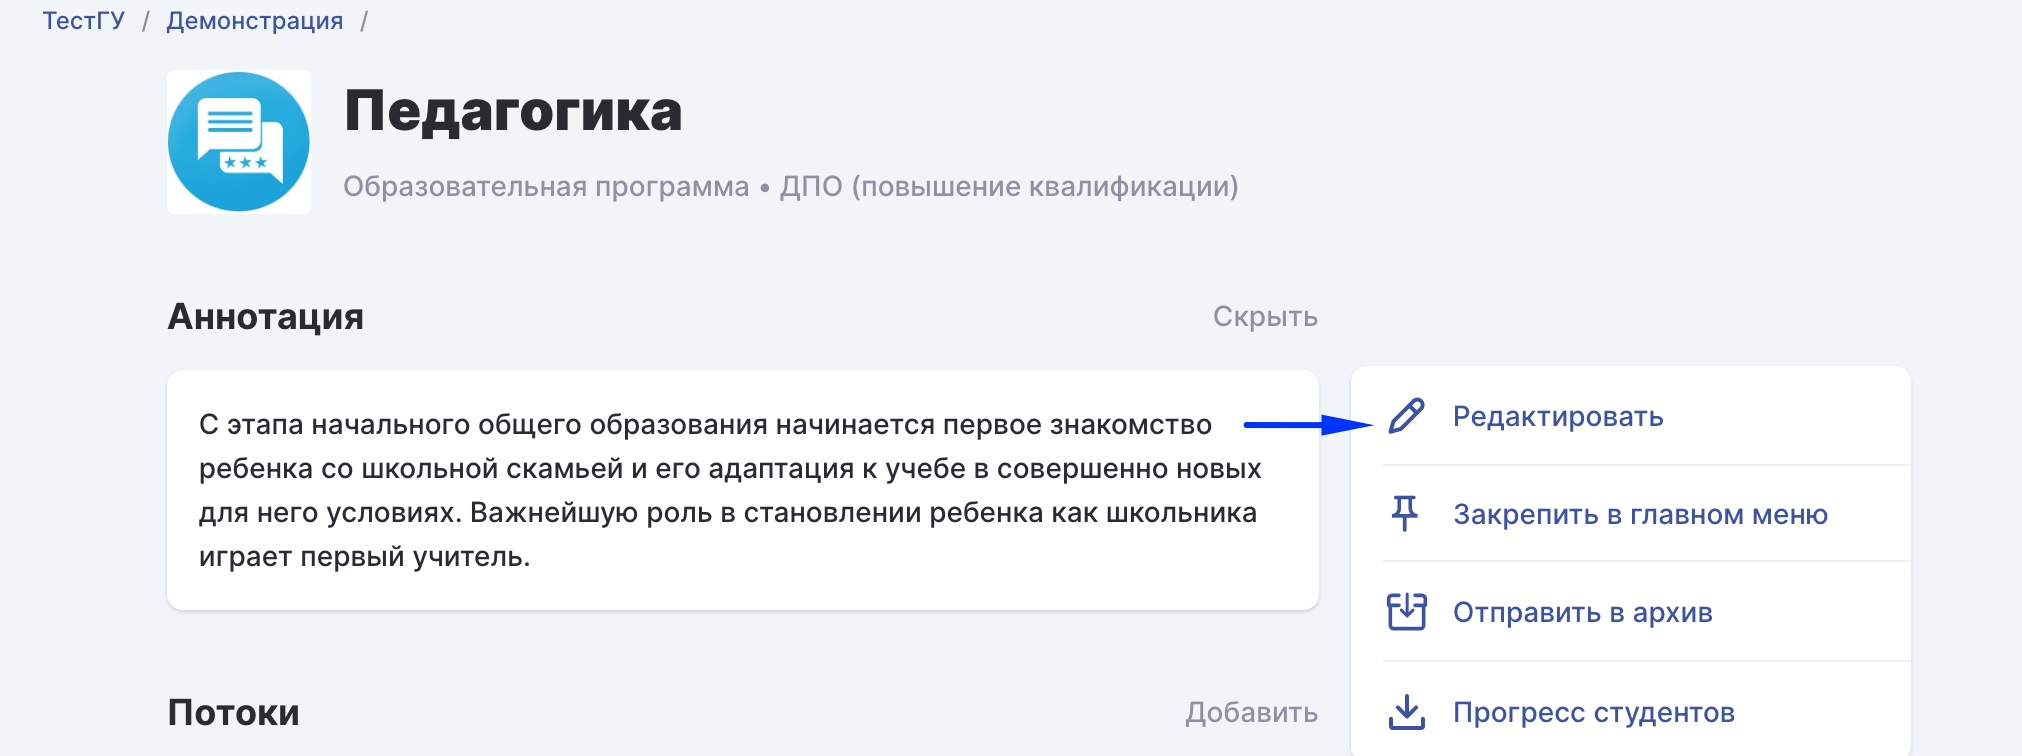 ТестГУ / Демонстрация /
Педагогика
Образовательная программа • ДПО (повышение квалификации)
Аннотация
Скрыть
С этапа начального общего образования начинается первое знакомство
ребенка со школьной скамьей и его адаптация к учебе в совершенно новых
для него условиях. Важнейшую роль в становлении ребенка как школьника
играет первый учитель.
Редактировать
Закрепить в главном меню
Отправить в архив
Прогресс студентов
Потоки
Добавить